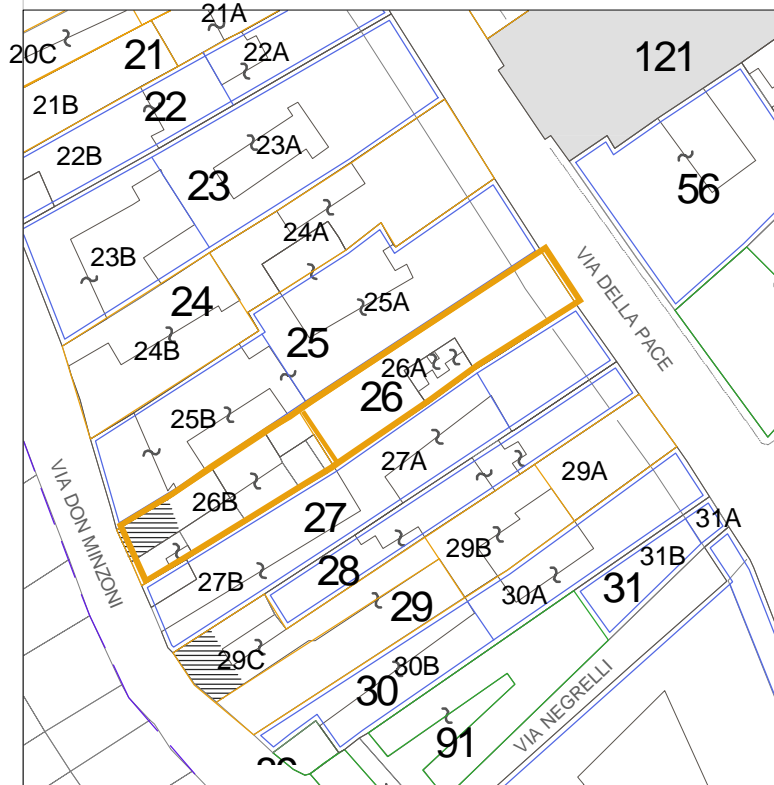 21A
20C
21
22A
121
21B
22
22B
23A
23
56
24A
23B
24
25A
VIA DELLA PACE
24B
25
26A
26
25B
27A
29A
VIA DON MINZONI
26B
27
31A
29B
31B
28
27B
31
30A
29
29C
30B
30
VIA NEGRELLI
91